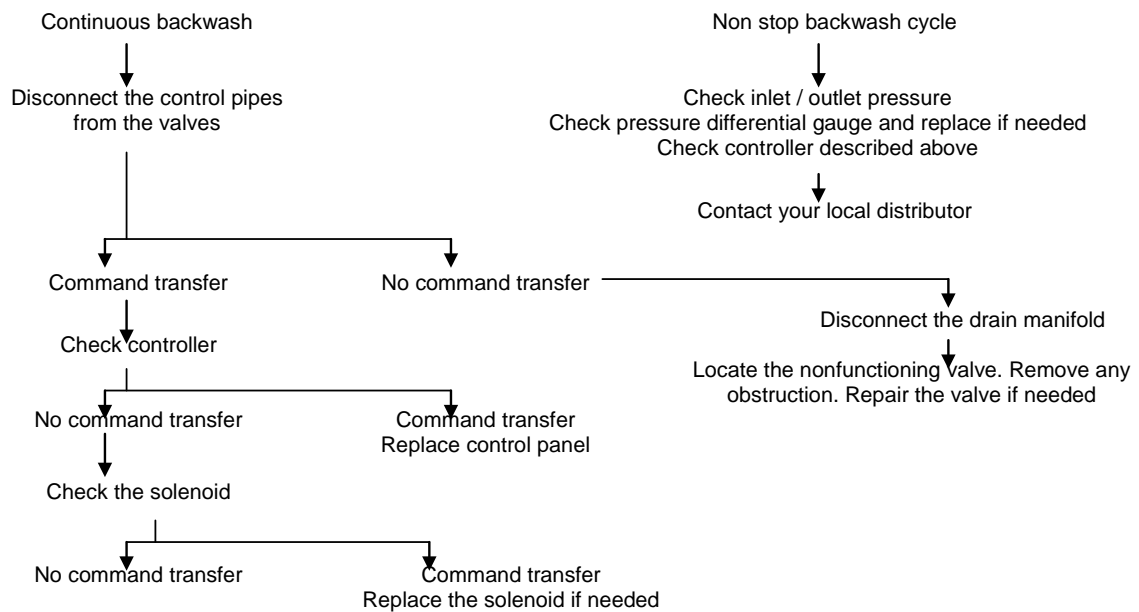 Continuous backwash
Disconnect the control pipes
from the valves
Command transfer
No command transfer
Check controller
No command transfer
Command transfer
Replace control panel
Check the solenoid
No command transfer
Command transfer
Replace the solenoid if needed
Disconnect the drain manifold
Locate the nonfunctioning valve. Remove any
obstruction. Repair the valve if needed
Non stop backwash cycle
Check inlet / outlet pressure
Check pressure differential gauge and replace if needed
Check controller described above
Contact your local distributor